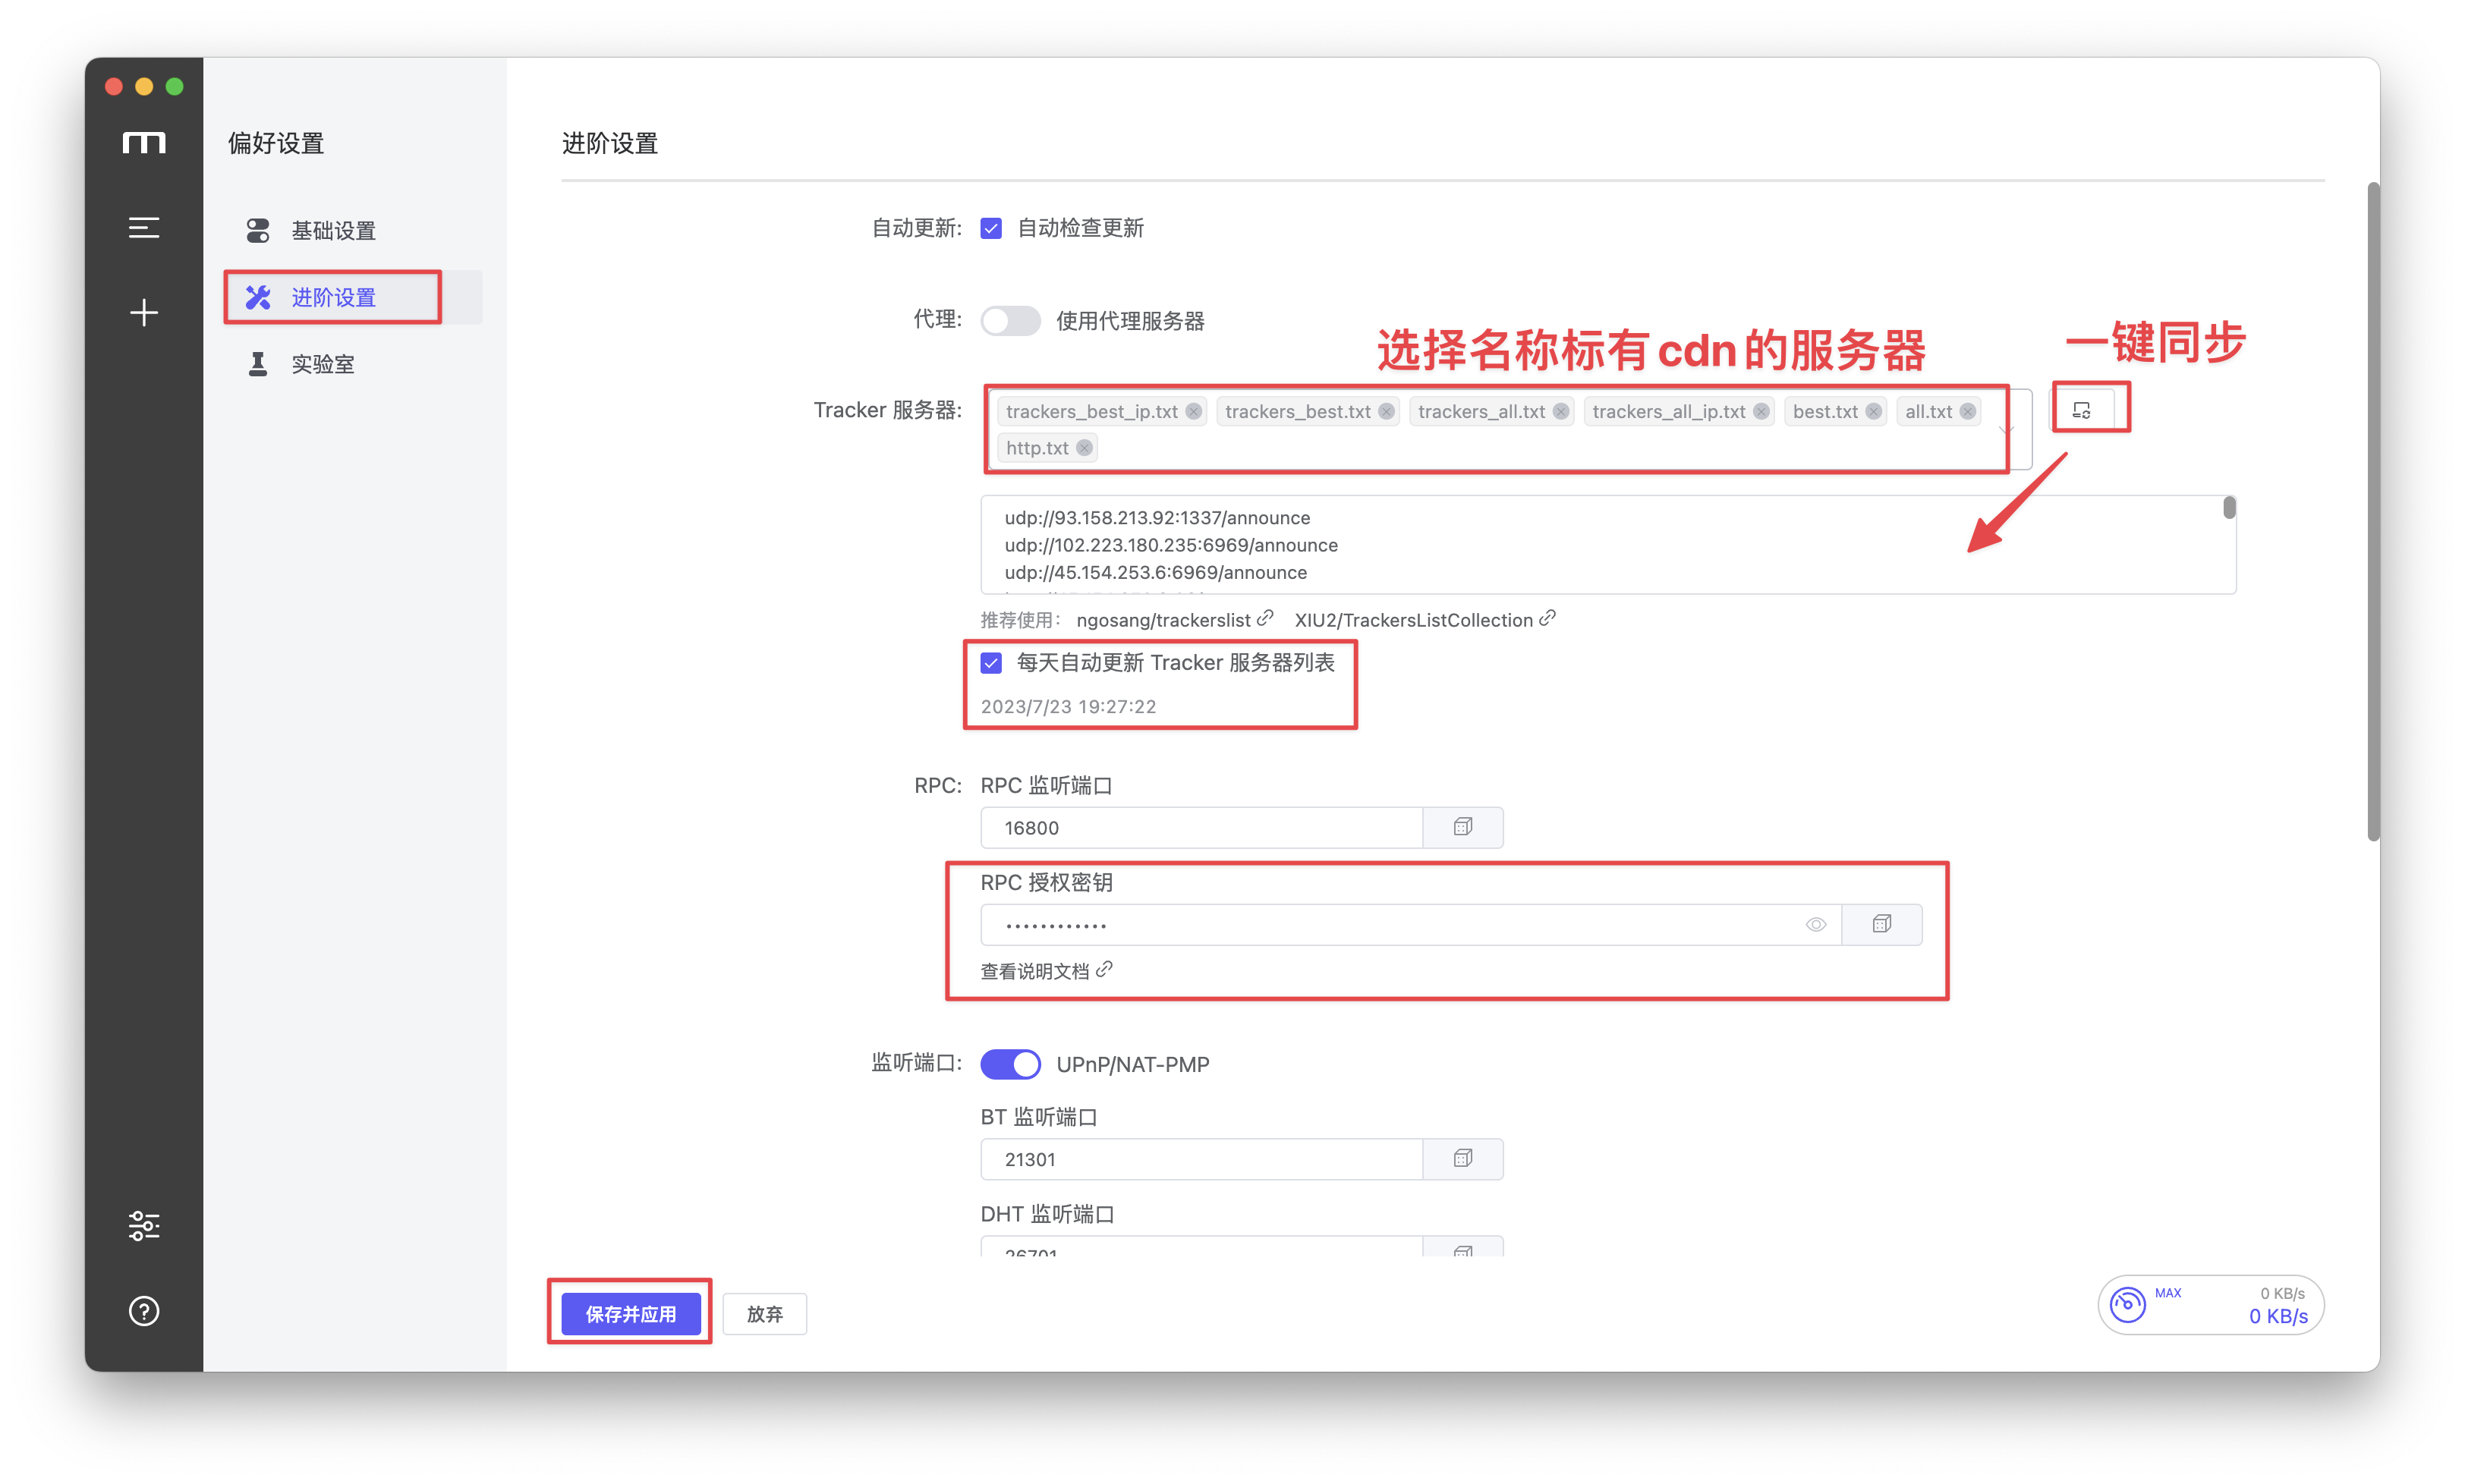 偏好设置
基础设置
进阶设置
实验室
进阶设置
自动更新: 自动检查更新
代理: 使用代理服务器
选择名称标有cdn的服务器
一键同步
Tracker 服务器: trackers_best_ip.txt trackers_best.txt trackers_all.txt trackers_all_ip.txt best.txt all.txt
http.txt
udp://93.158.213.92:1337/announce
udp://102.223.180.235:6969/announce
udp://45.154.253.6:6969/announce
推荐使用: ngosang/trackerslist XIU2/TrackersListCollection
每天自动更新 Tracker 服务器列表
2023/7/23 19:27:22
RPC: RPC 监听端口
16800
RPC 授权密钥
••••••••••••
查看说明文档
监听端口: UPnP/NAT-PMP
BT 监听端口
21301
DHT 监听端口
26701
保存并应用 放弃
MAX 0 KB/s
0 KB/s